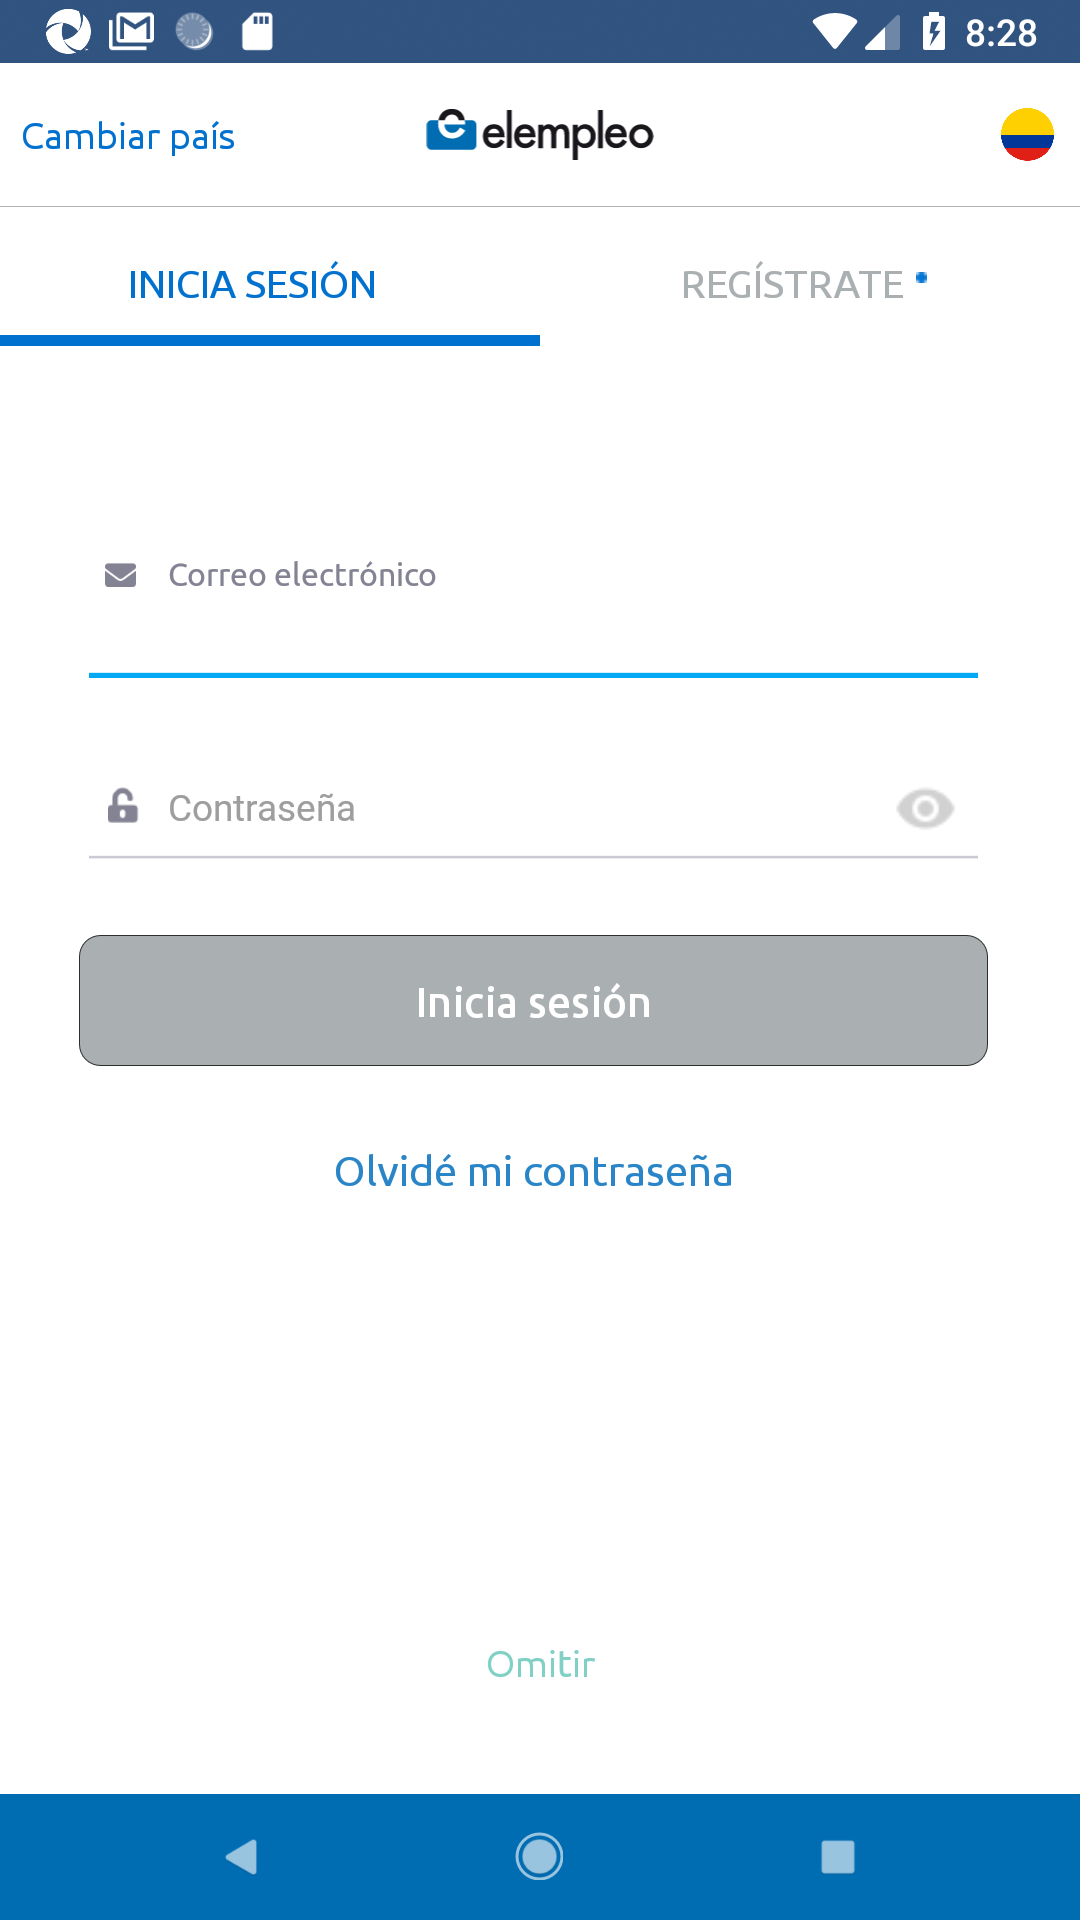 8:28
Cambiar país
elempleo
INICIA SESIÓN
REGÍSTRATE
Correo electrónico
Contraseña
Inicia sesión
Olvidé mi contraseña
Omitir